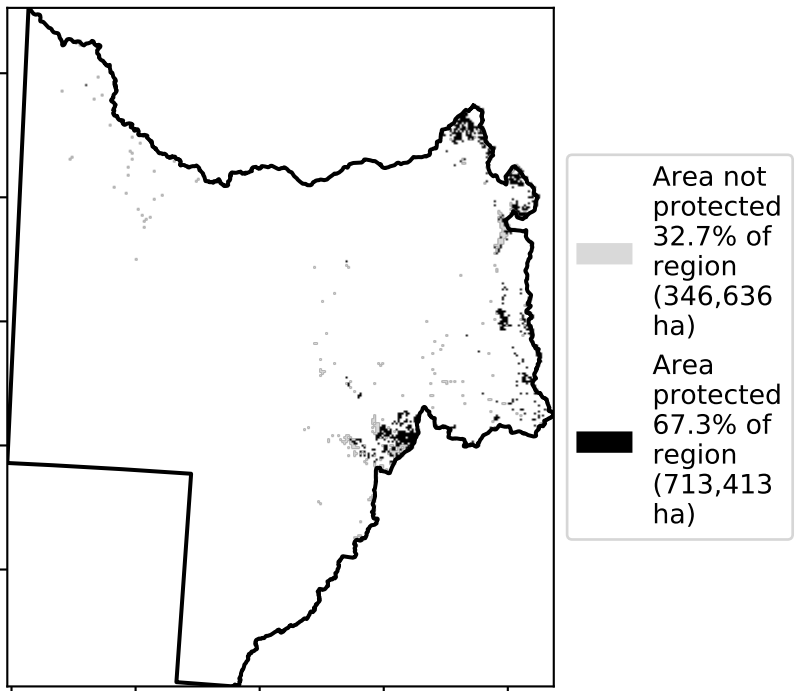 Area not
protected
32.7% of
region
(346,636
ha)
Area
protected
67.3% of
region
(713,413
ha)